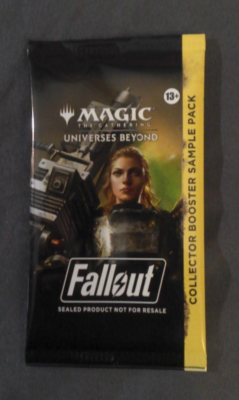 13+
MAGIC
THE GATHERING
UNIVERSES BEYOND
Fallout
SEALED PRODUCT NOT FOR RESALE
COLLECTOR BOOSTER SAMPLE PACK